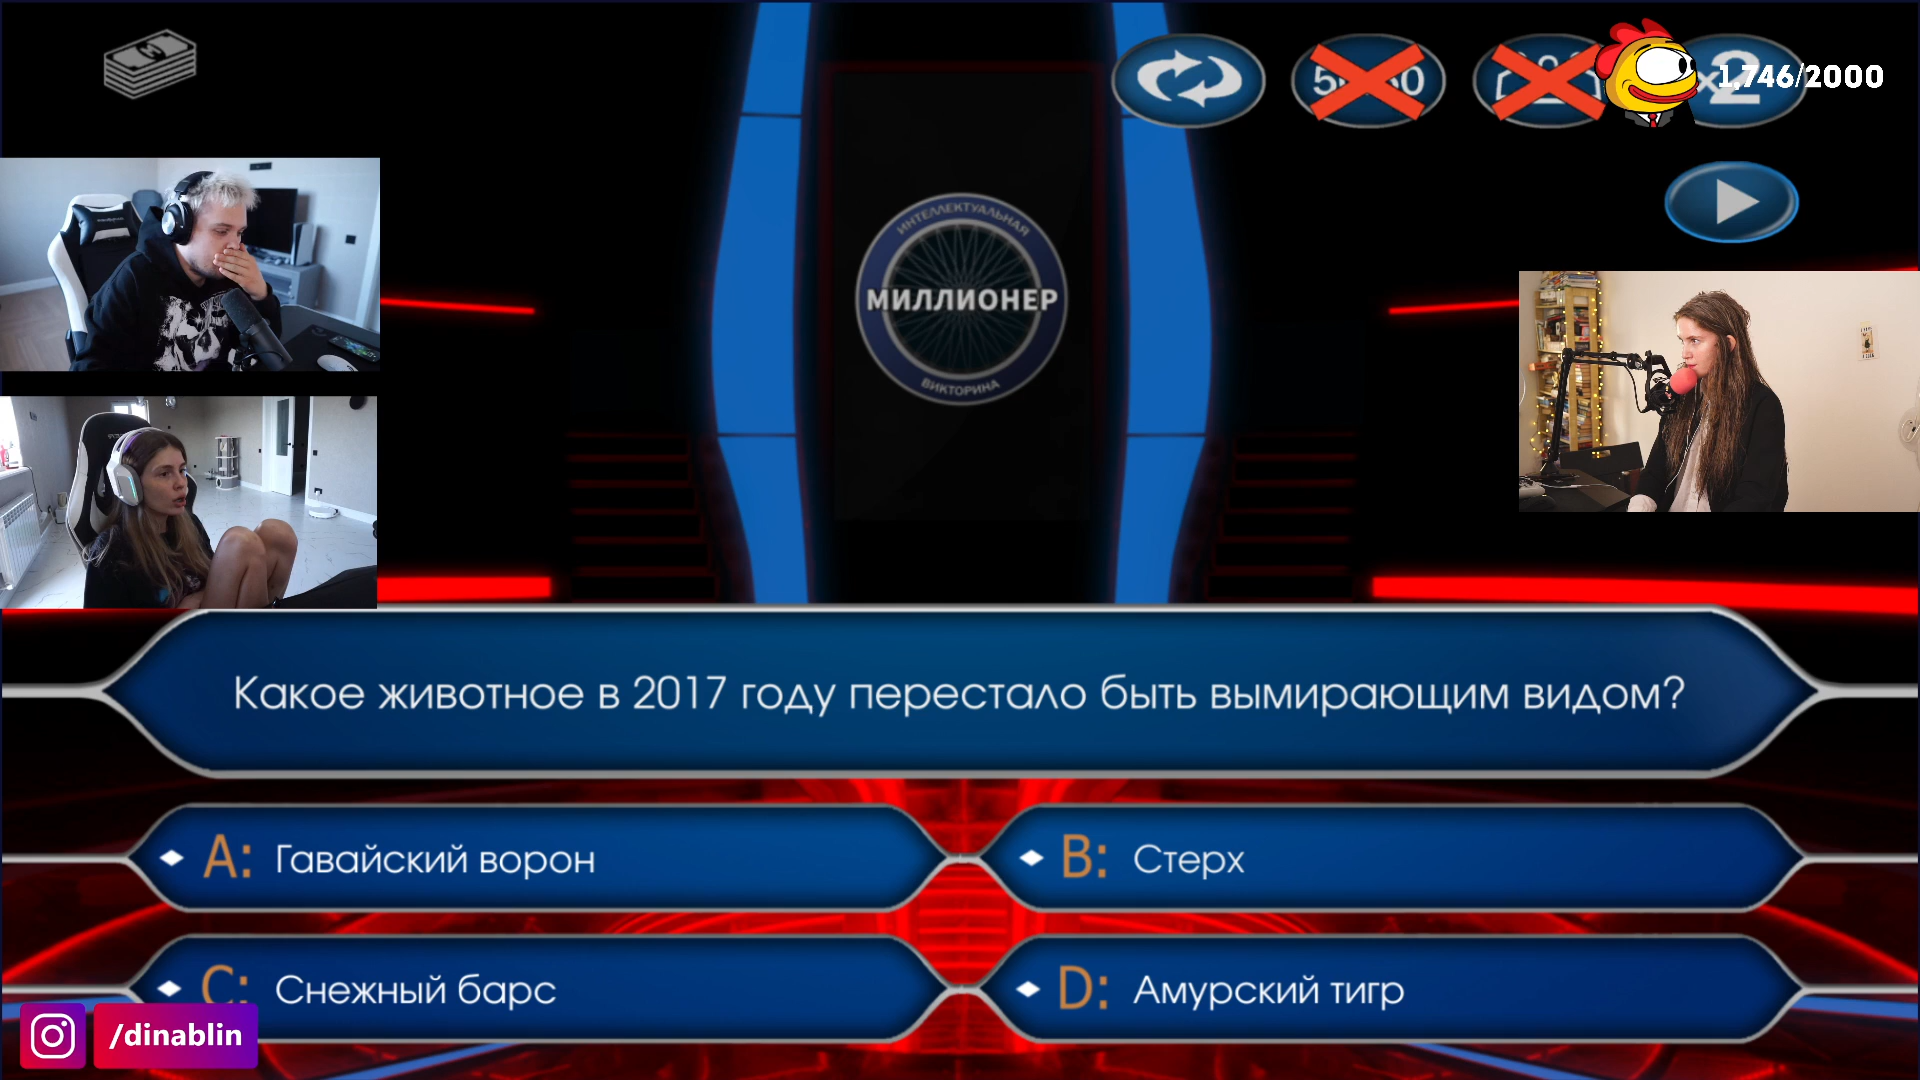 1,746/2000
x2
ИНТЕЛЛЕКТУАЛЬНАЯ
МИЛЛИОНЕР
ВИКТОРИНА
Какое животное в 2017 году перестало быть вымирающим видом?
A: Гавайский ворон
B: Стерх
C: Снежный барс
D: Амурский тигр
/dinablin